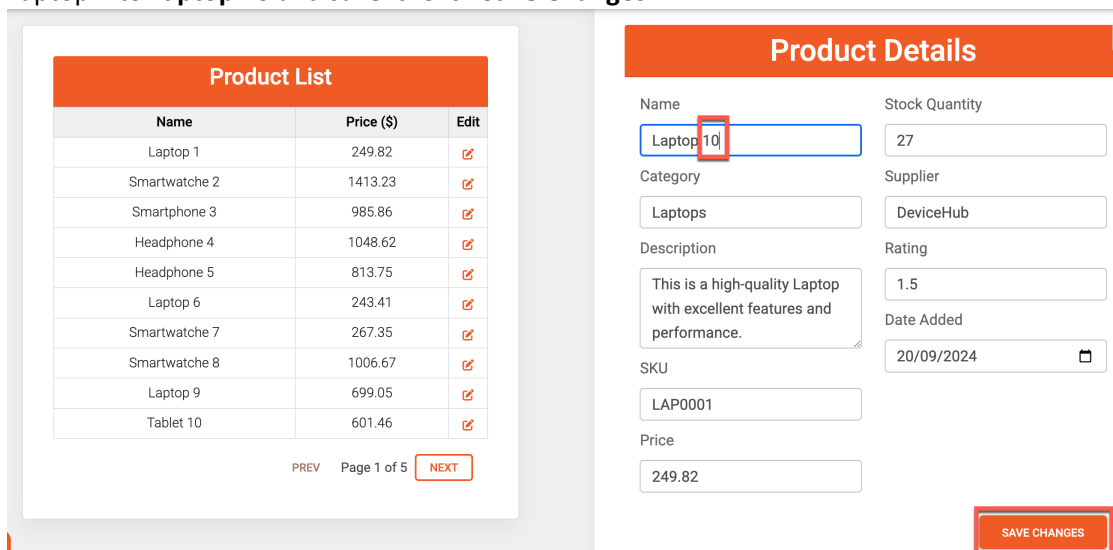 Product List
Name Price ($) Edit
Laptop 1 249.82
Smartwatche 2 1413.23
Smartphone 3 985.86
Headphone 4 1048.62
Headphone 5 813.75
Laptop 6 243.41
Smartwatche 7 267.35
Smartwatche 8 1006.67
Laptop 9 699.05
Tablet 10 601.46
PREV Page 1 of 5 NEXT
Product Details
Name
Laptop 10
Category
Laptops
Description
This is a high-quality Laptop
with excellent features and
performance.
SKU
LAP0001
Price
249.82
Stock Quantity
27
Supplier
DeviceHub
Rating
1.5
Date Added
20/09/2024
SAVE CHANGES